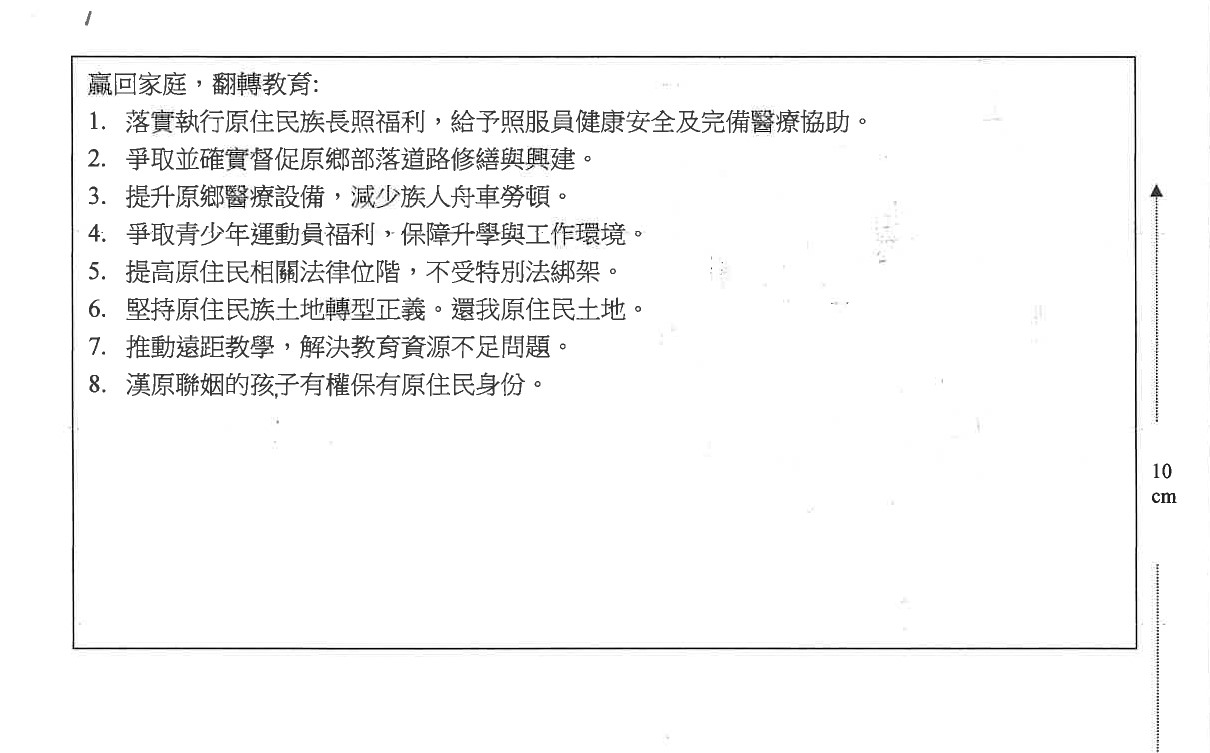 贏回家庭，翻轉教育:
1. 落實執行原住民族長照福利，給予照服員健康安全及完備醫療協助。
2. 爭取並確實督促原鄉部落道路修繕與興建。
3. 提升原鄉醫療設備，減少族人舟車勞頓。
4. 爭取青少年運動員福利，保障升學與工作環境。
5. 提高原住民相關法律位階，不受特別法綁架。
6. 堅持原住民族土地轉型正義。還我原住民土地。
7. 推動遠距教學，解決教育資源不足問題。
8. 漢原聯姻的孩子有權保有原住民身份。
10
cm